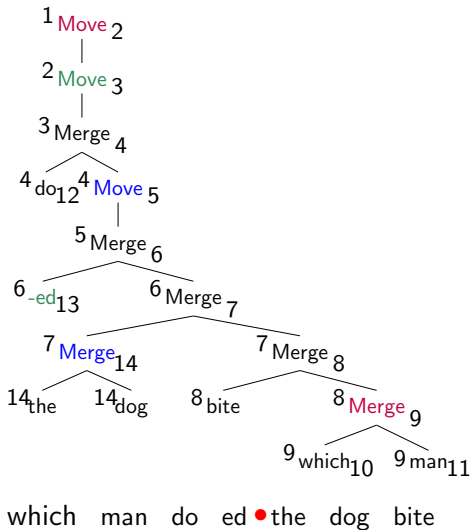 1 Move 2
2 Move 3
3 Merge 4
4 do 12 4 Move 5
5 Merge 6
6 -ed 13 6 Merge 7
7 Merge 14 7 Merge 8
14 the 14 dog 8 bite 8 Merge 9
9 which 10 9 man 11
which man do ed the dog bite